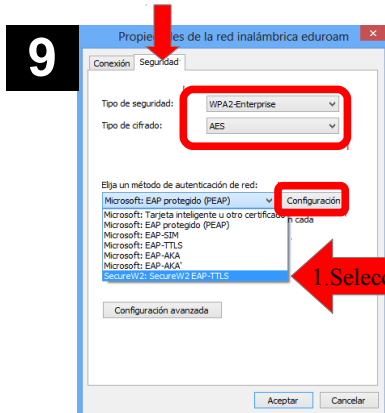 9
Propiedades de la red inalámbrica eduroam
Conexión Seguridad
Tipo de seguridad: WPA2-Enterprise
Tipo de cifrado: AES
Elija un método de autenticación de red:
Microsoft: EAP protegido (PEAP) Configuración
Microsoft: Tarjeta inteligente u otro certificado
n cada
Microsoft: EAP protegido (PEAP)
Microsoft: EAP-SIM
Microsoft: EAP-TTLS
Microsoft: EAP-AKA
Microsoft: EAP-AKA'
SecureW2: SecureW2 EAP-TTLS
1.Selecc
Configuración avanzada
Aceptar Cancelar